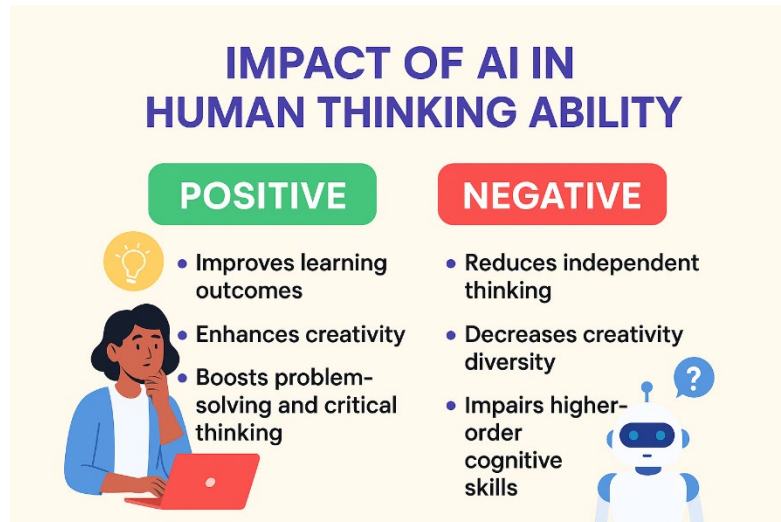 IMPACT OF AI IN
HUMAN THINKING ABILITY
POSITIVE
• Improves learning
outcomes
• Enhances creativity
• Boosts problem-
solving and critical
thinking
NEGATIVE
• Reduces independent
thinking
• Decreases creativity
diversity
• Impairs higher-
order
cognitive
skills
?